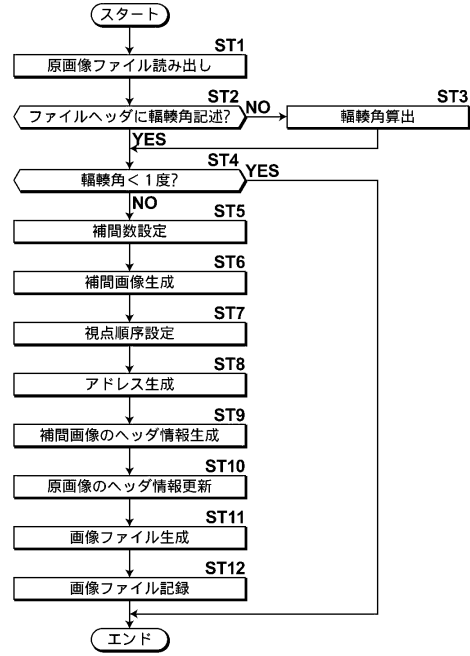 スタート
ST1
原画像ファイル読み出し
ST2
ファイルヘッダに輻輳角記述?
NO
ST3
輻輳角算出
YES
ST4
輻輳角<1度?
YES
NO
ST5
補間数設定
ST6
補間画像生成
ST7
視点順序設定
ST8
アドレス生成
ST9
補間画像のヘッダ情報生成
ST10
原画像のヘッダ情報更新
ST11
画像ファイル生成
ST12
画像ファイル記録
エンド